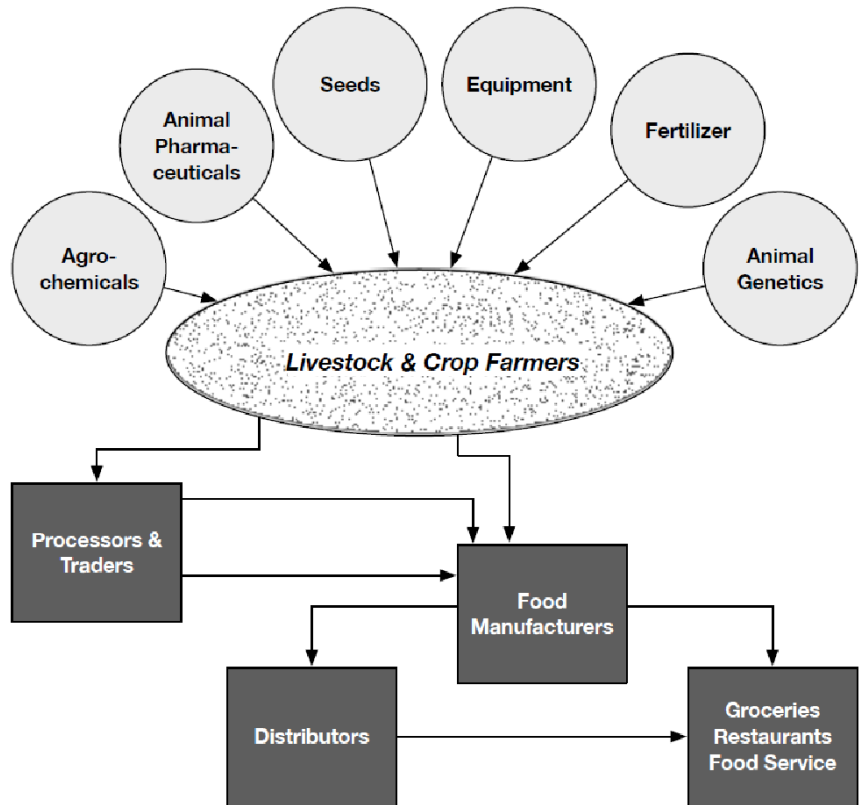 Seeds
Equipment
Animal
Pharma-
ceuticals
Fertilizer
Agro-
chemicals
Animal
Genetics
Livestock & Crop Farmers
Processors &
Traders
Food
Manufacturers
Distributors
Groceries
Restaurants
Food Service